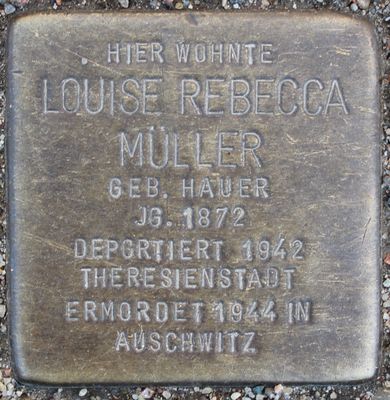 HIER WOHNTE
LOUISE REBECCA
MÜLLER
GEB. HAUER
JG. 1872
DEPORTIERT 1942
THERESIENSTADT
ERMORDET 1944 IN
AUSCHWITZ